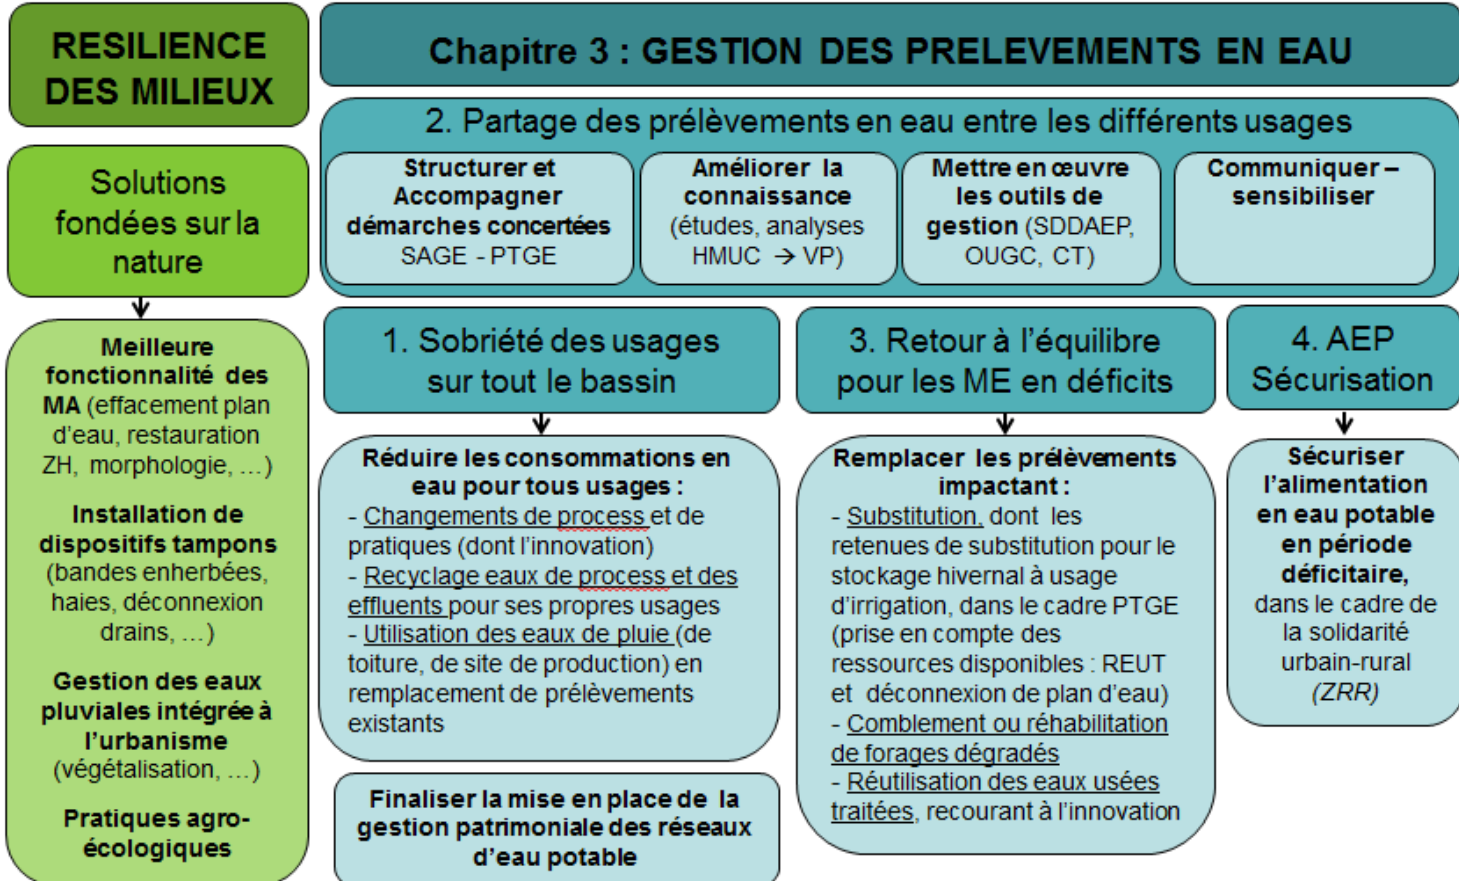 RESILIENCE
DES MILIEUX
Solutions
fondées sur la
nature
Meilleure
fonctionnalité des
MA (effacement plan
d'eau, restauration
ZH, morphologie, …)
Installation de
dispositifs tampons
(bandes enherbées,
haies, déconnexion
drains, …)
Gestion des eaux
pluviales intégrée à
l'urbanisme
(végétalisation, …)
Pratiques agro-
écologiques
Chapitre 3 : GESTION DES PRELEVEMENTS EN EAU
2. Partage des prélèvements en eau entre les différents usages
Structurer et
Accompagner
démarches concertées
SAGE - PTGE
Améliorer la
connaissance
(études, analyses
HMUC → VP)
Mettre en œuvre
les outils de
gestion (SDDAEP,
OUGC, CT)
Communiquer –
sensibiliser
1. Sobriété des usages
sur tout le bassin
Réduire les consommations en
eau pour tous usages :
- Changements de process et de
pratiques (dont l'innovation)
- Recyclage eaux de process et des
effluents pour ses propres usages
- Utilisation des eaux de pluie (de
toiture, de site de production) en
remplacement de prélèvements
existants
Finaliser la mise en place de la
gestion patrimoniale des réseaux
d'eau potable
3. Retour à l'équilibre
pour les ME en déficits
Remplacer les prélèvements
impactant :
- Substitution, dont les
retenues de substitution pour le
stockage hivernal à usage
d'irrigation, dans le cadre PTGE
(prise en compte des
ressources disponibles : REUT
et déconnexion de plan d'eau)
- Comblement ou réhabilitation
de forages dégradés
- Réutilisation des eaux usées
traitées, recourant à l'innovation
4. AEP
Sécurisation
Sécuriser
l'alimentation
en eau potable
en période
déficitaire,
dans le cadre de
la solidarité
urbain-rural
(ZRR)